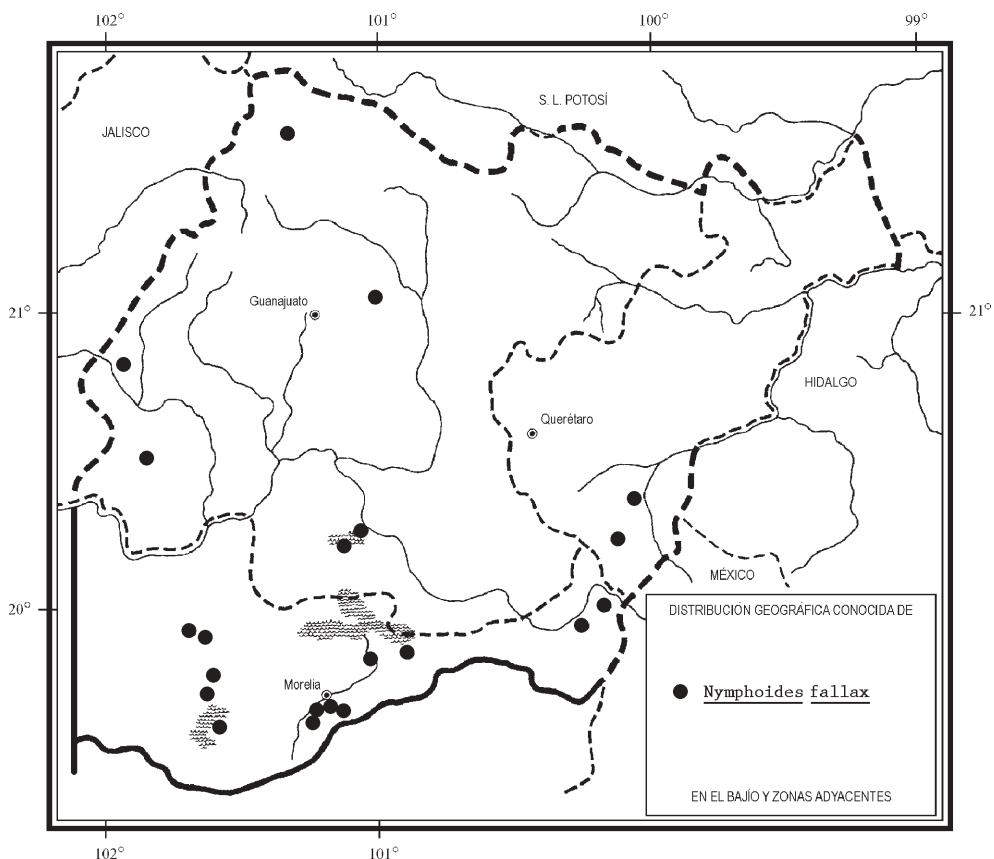 102° 101° 100° 99°
S. L. POTOSÍ
JALISCO
Guanajuato
21° 21°
HIDALGO
Querétaro
MÉXICO
20°
DISTRIBUCIÓN GEOGRÁFICA CONOCIDA DE
Morelia
Nymphoides fallax
EN EL BAJÍO Y ZONAS ADYACENTES
102° 101°